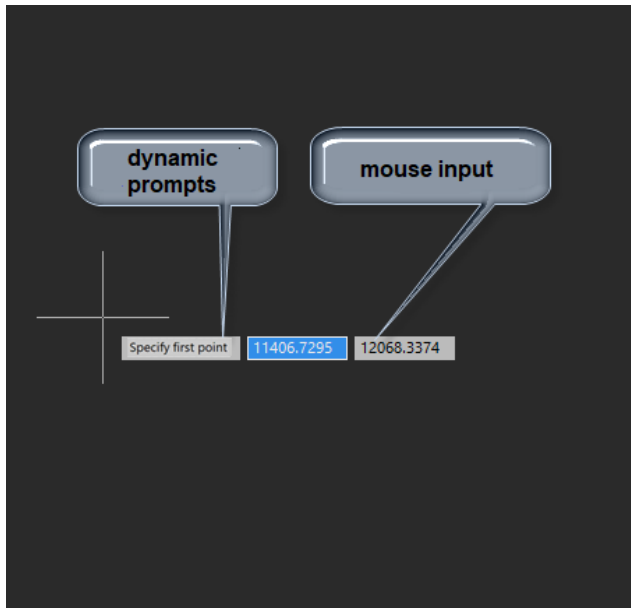 dynamic
prompts
mouse input
Specify first point 11406.7295 12068.3374